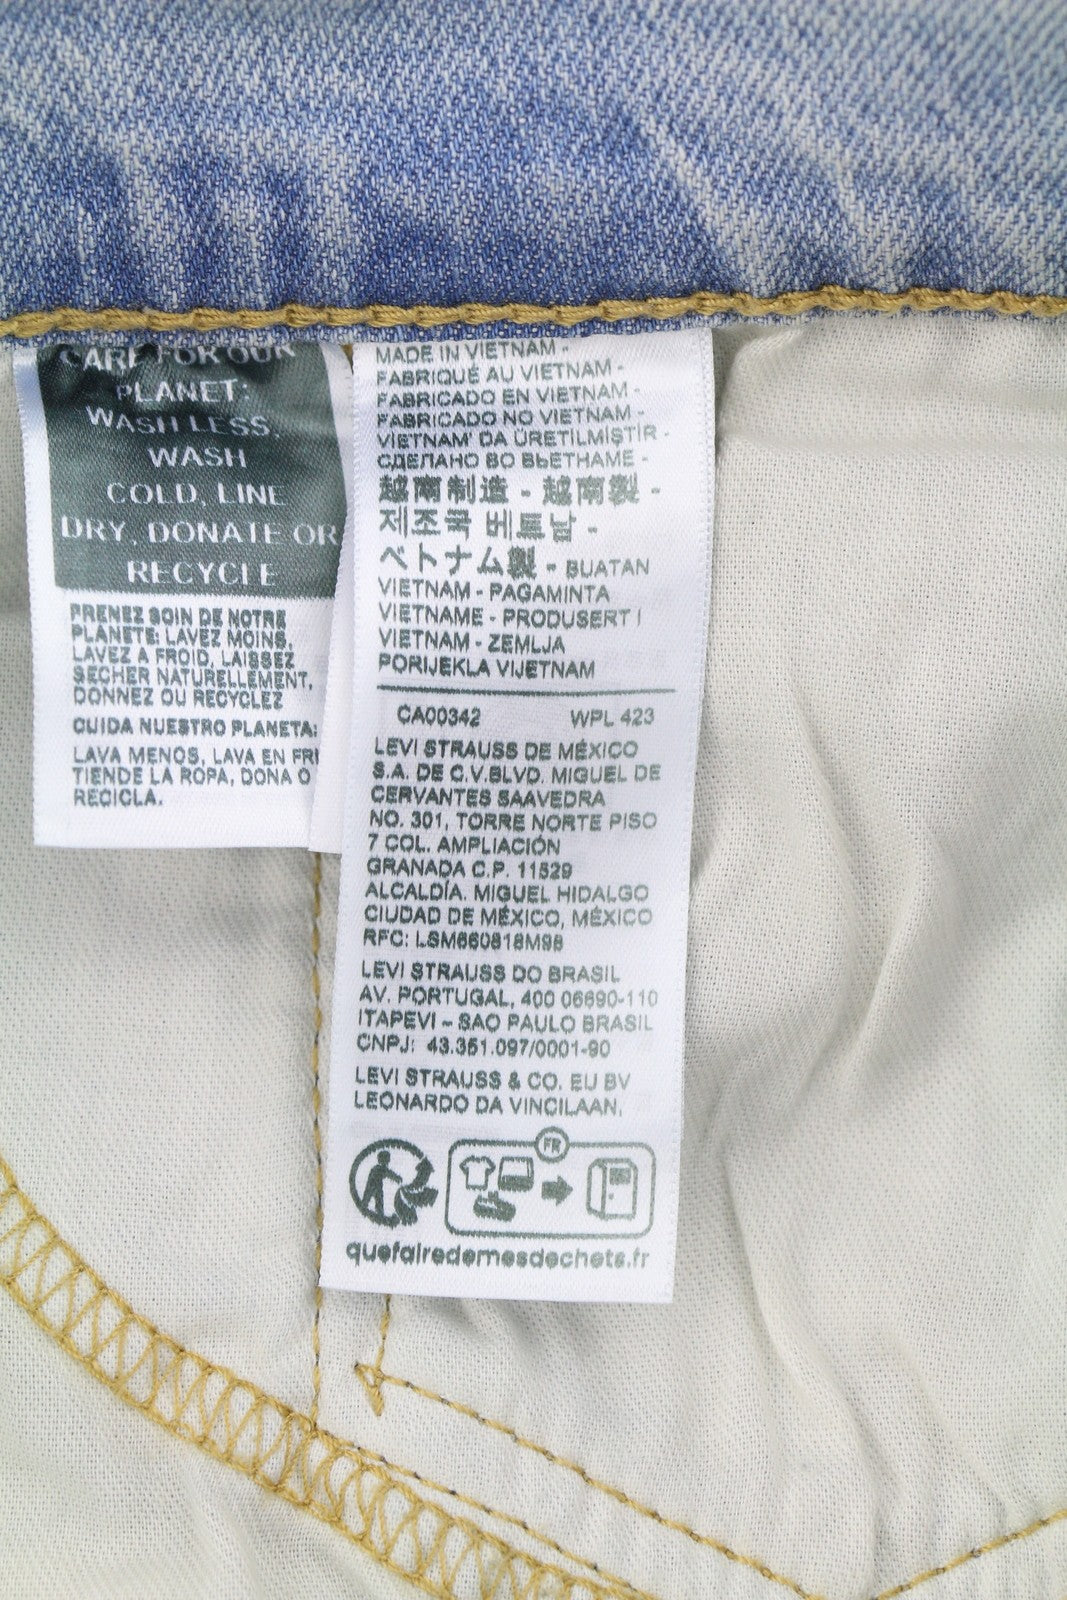 CARE FOR OUR
PLANET:
WASH LESS,
WASH
COLD, LINE
DRY, DONATE OR
RECYCLE
PRENEZ SOIN DE NOTRE
PLANÈTE: LAVEZ MOINS,
LAVEZ À FROID, LAISSEZ
SÉCHER NATURELLEMENT,
DONNEZ OU RECYCLEZ
CUIDA NUESTRO PLANETA:
LAVA MENOS, LAVA EN FRÍ
TIENDE LA ROPA, DONA O
RECICLA.
MADE IN VIETNAM -
FABRIQUÉ AU VIETNAM -
FABRICADO EN VIETNAM -
FABRICADO NO VIETNAM -
VIETNAM' DA ÜRETİLMİŞTİR -
СДЕЛАНО ВО ВЬЕТНАМЕ -
越南制造 - 越南製 -
제조국 베트남 -
ベトナム製 - BUATAN
VIETNAM - PAGAMINTA
VIETNAME - PRODUSERT I
VIETNAM - ZEMLJA
PORIJEKLA VIJETNAM
CA00342 WPL 423
LEVI STRAUSS DE MÉXICO
S.A. DE C.V.BLVD. MIGUEL DE
CERVANTES SAAVEDRA
NO. 301, TORRE NORTE PISO
7 COL. AMPLIACIÓN
GRANADA C.P. 11529
ALCALDÍA. MIGUEL HIDALGO
CIUDAD DE MÉXICO, MÉXICO
RFC: LSM660818M98
LEVI STRAUSS DO BRASIL
AV. PORTUGAL, 400 06690-110
ITAPEVI – SAO PAULO BRASIL
CNPJ: 43.351.097/0001-90
LEVI STRAUSS & CO. EU BV
LEONARDO DA VINCILAAN,
FR
quefairedemesdechets.fr